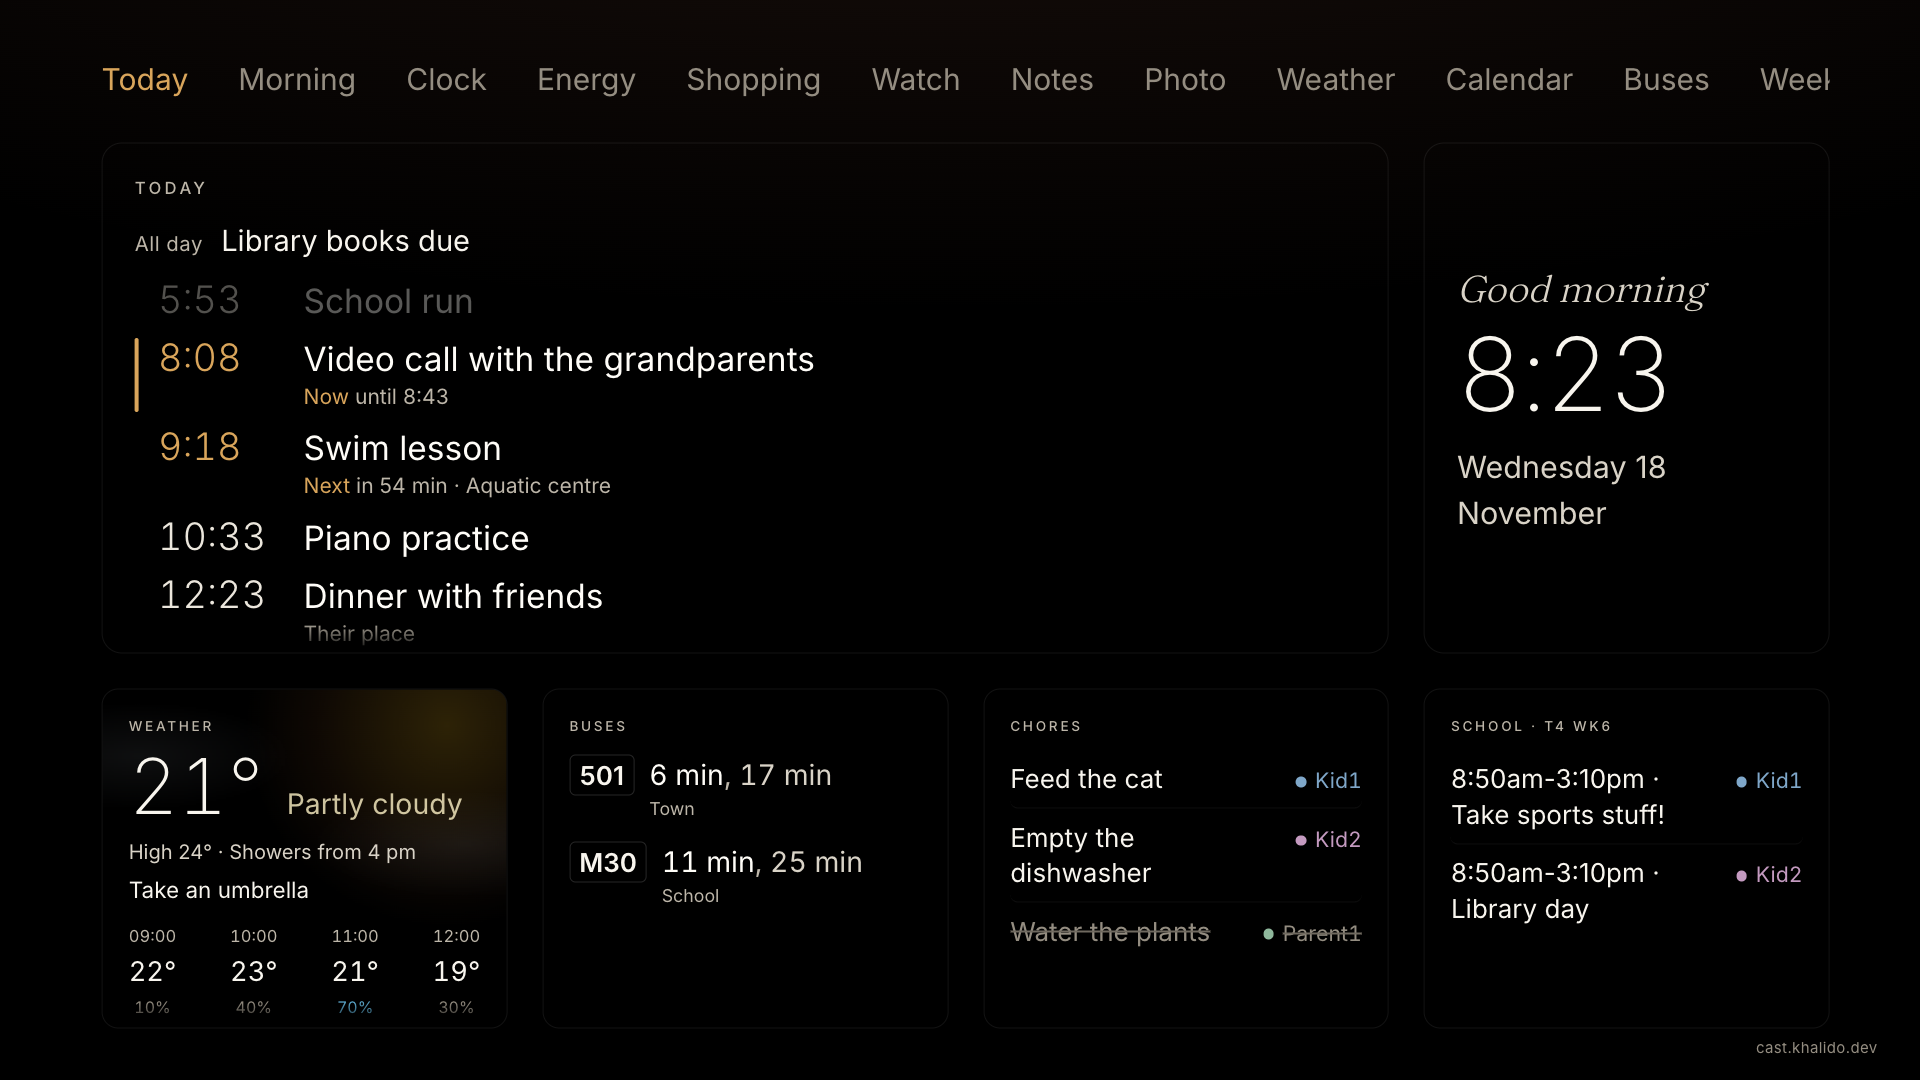 Today Morning Clock Energy Shopping Watch Notes Photo Weather Calendar Buses
TODAY
All day Library books due
5:53 School run
8:08 Video call with the grandparents
Now until 8:43
9:18 Swim lesson
Next in 54 min · Aquatic centre
10:33 Piano practice
12:23 Dinner with friends
Their place
Good morning
8:23
Wednesday 18
November
WEATHER
21° Partly cloudy
High 24° · Showers from 4 pm
Take an umbrella
09:00 10:00 11:00 12:00
22° 23° 21° 19°
10% 40% 70% 30%
BUSES
501 6 min, 17 min
Town
M30 11 min, 25 min
School
CHORES
Feed the cat Kid1
Empty the Kid2
dishwasher
Water the plants Parent1
SCHOOL · T4 WK6
8:50am-3:10pm · Kid1
Take sports stuff!
8:50am-3:10pm · Kid2
Library day
cast.khalido.dev